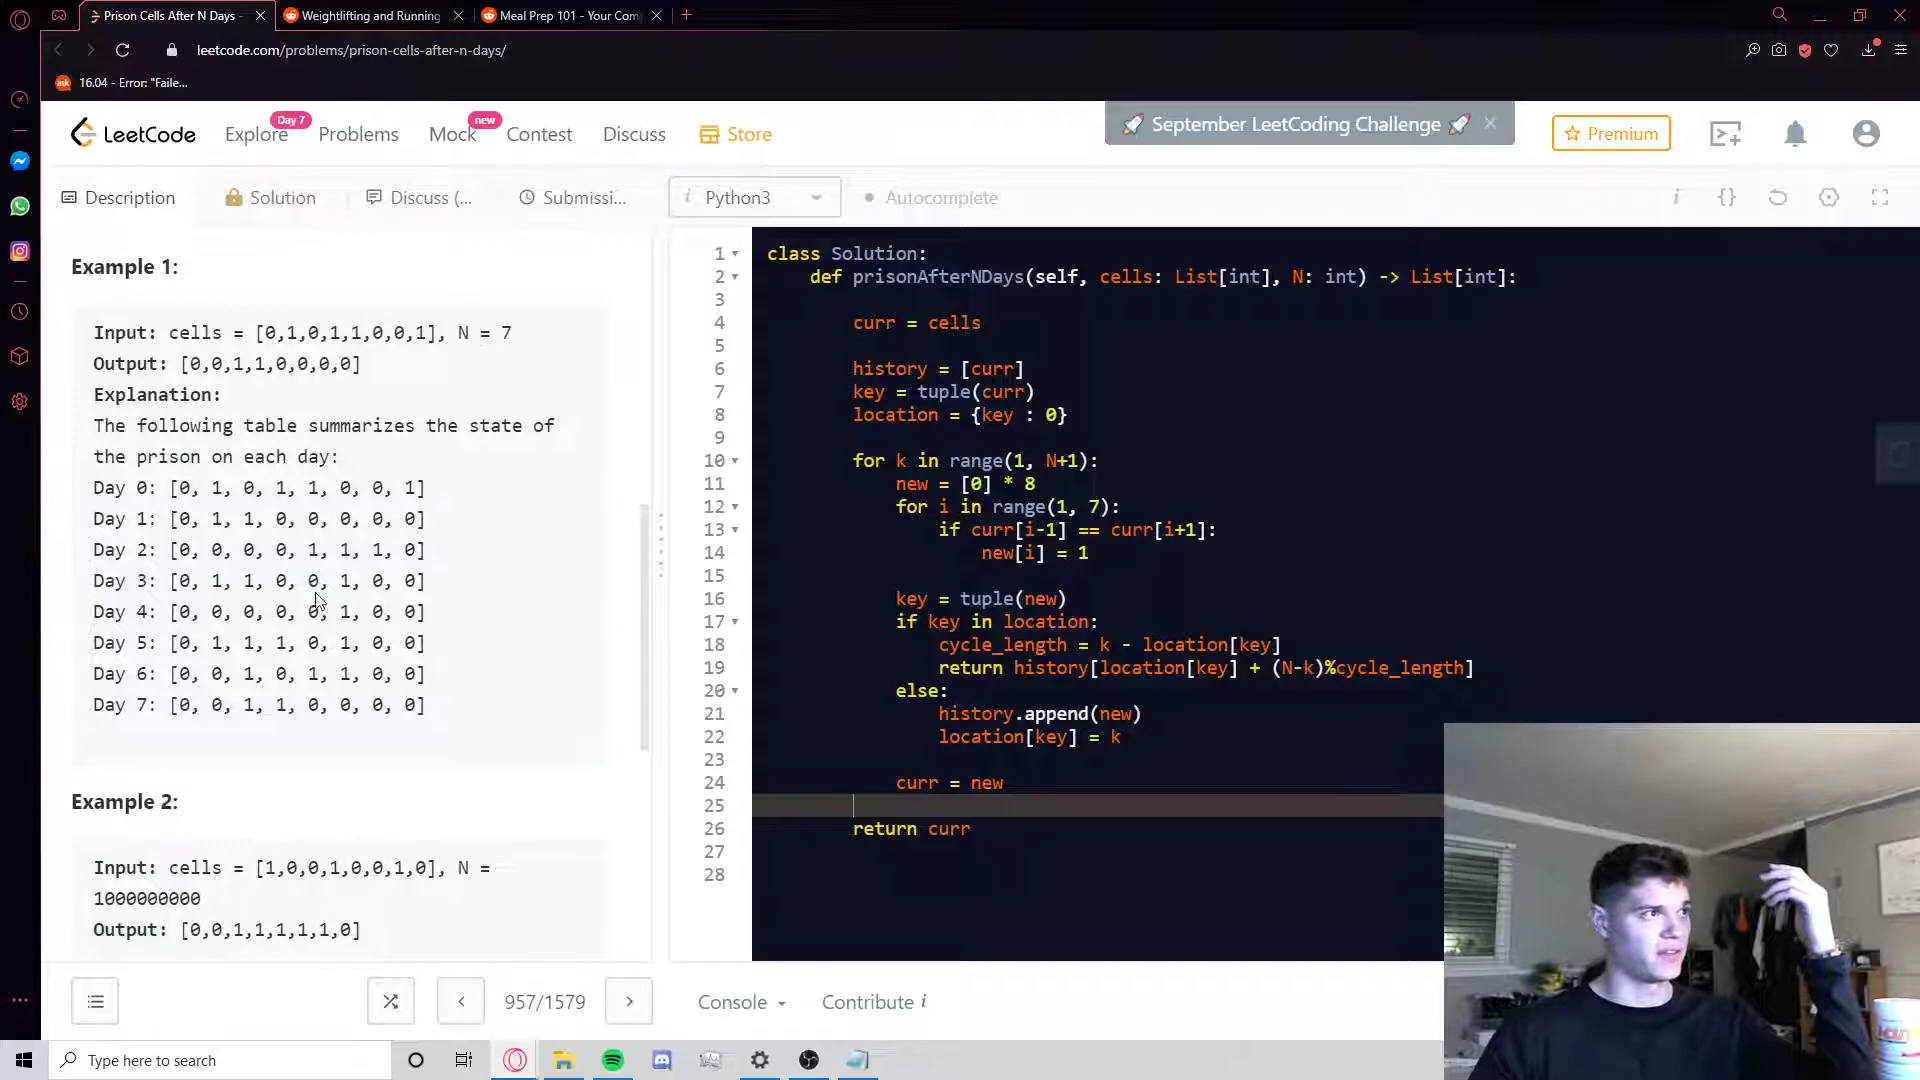 Prison Cells After N Days -
Weightlifting and Running
Meal Prep 101 - Your Com
leetcode.com/problems/prison-cells-after-n-days/
ask
16.04 - Error: "Faile...
LeetCode
Explore
Day 7
Problems
Mock
new
Contest
Discuss
Store
🚀 September LeetCoding Challenge 🚀
Premium
Description
Solution
Discuss (...
Submissi...
i
Python3
Autocomplete
i
{}
Example 1:
Input: cells = [0,1,0,1,1,0,0,1], N = 7
Output: [0,0,1,1,0,0,0,0]
Explanation:
The following table summarizes the state of
the prison on each day:
Day 0: [0, 1, 0, 1, 1, 0, 0, 1]
Day 1: [0, 1, 1, 0, 0, 0, 0, 0]
Day 2: [0, 0, 0, 0, 1, 1, 1, 0]
Day 3: [0, 1, 1, 0, 0, 1, 0, 0]
Day 4: [0, 0, 0, 0, 0, 1, 0, 0]
Day 5: [0, 1, 1, 1, 0, 1, 0, 0]
Day 6: [0, 0, 1, 0, 1, 1, 0, 0]
Day 7: [0, 0, 1, 1, 0, 0, 0, 0]
Example 2:
Input: cells = [1,0,0,1,0,0,1,0], N =
1000000000
Output: [0,0,1,1,1,1,1,0]
1 class Solution:
2 def prisonAfterNDays(self, cells: List[int], N: int) -> List[int]:
3
4 curr = cells
5
6 history = [curr]
7 key = tuple(curr)
8 location = {key : 0}
9
10 for k in range(1, N+1):
11 new = [0] * 8
12 for i in range(1, 7):
13 if curr[i-1] == curr[i+1]:
14 new[i] = 1
15
16 key = tuple(new)
17 if key in location:
18 cycle_length = k - location[key]
19 return history[location[key] + (N-k)%cycle_length]
20 else:
21 history.append(new)
22 location[key] = k
23
24 curr = new
25
26 return curr
27
28
957/1579
Console
Contribute i
Type here to search